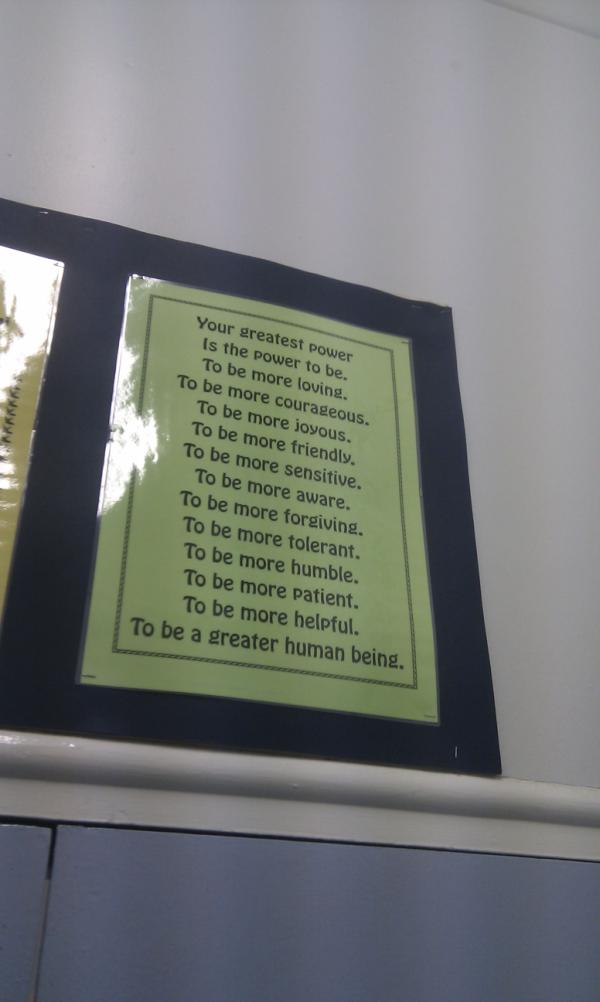 Your greatest power
Is the power to be.
To be more loving.
To be more courageous.
To be more joyous.
To be more friendly.
To be more sensitive.
To be more aware.
To be more forgiving.
To be more tolerant.
To be more humble.
To be more patient.
To be more helpful.
To be a greater human being.